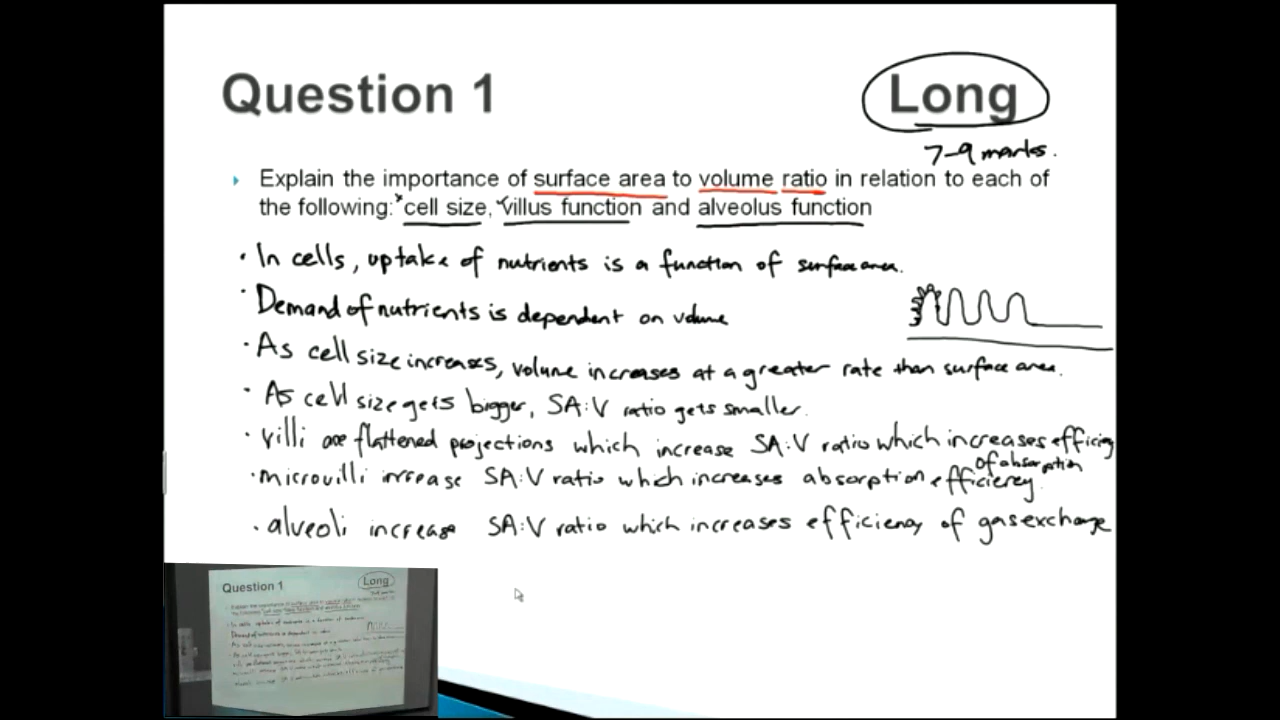 Question 1
Long
7-9 marks.
Explain the importance of surface area to volume ratio in relation to each of
the following: cell size, villus function and alveolus function
• In cells, uptake of nutrients is a function of surface area.
• Demand of nutrients is dependent on volume
• As cell size increases, volume increases at a greater rate than surface area.
• As cell size gets bigger, SA:V ratio gets smaller.
• Villi are flattened projections which increase SA:V ratio which increases efficiency
of absorption
• microvilli increase SA:V ratio which increases absorption efficiency.
• alveoli increase SA:V ratio which increases efficiency of gas exchange
Question 1
Long